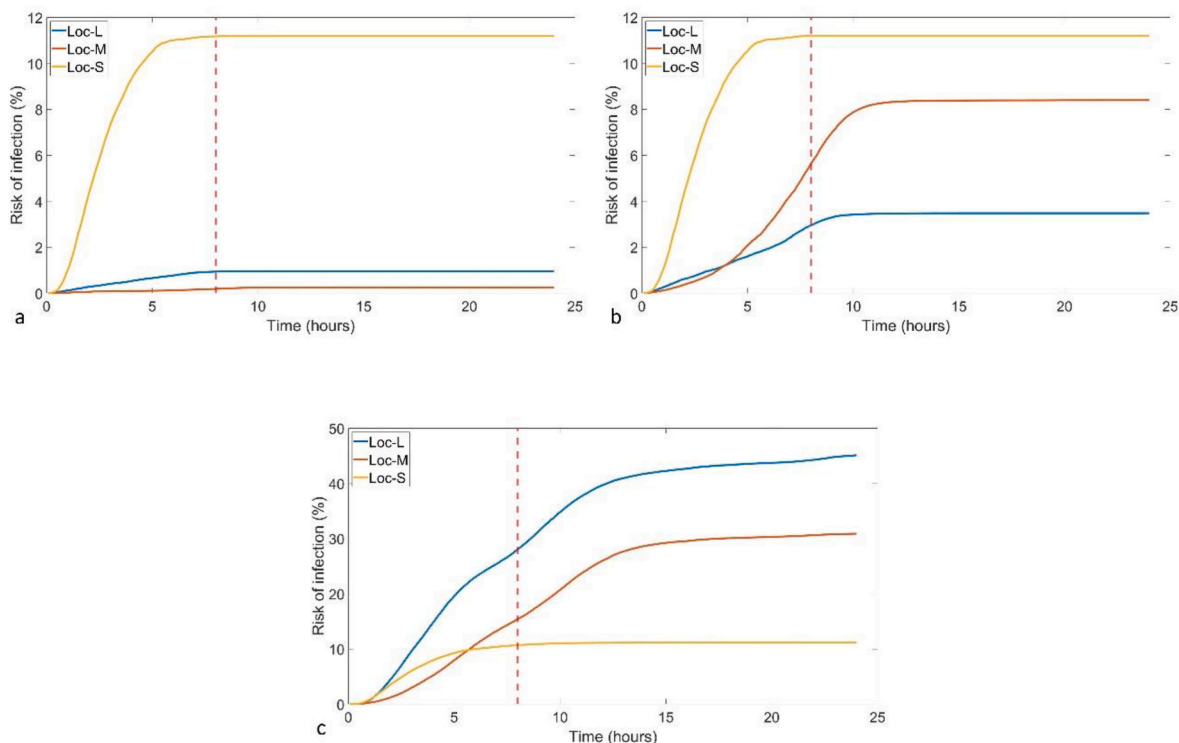 12
10
8
6
4
2
0
Risk of infection (%)
Loc-L
Loc-M
Loc-S
0 5 10 15 20 25
Time (hours)
a
12
10
8
6
4
2
0
Risk of infection (%)
Loc-L
Loc-M
Loc-S
0 5 10 15 20 25
Time (hours)
b
50
40
30
20
10
0
Risk of infection (%)
Loc-L
Loc-M
Loc-S
0 5 10 15 20 25
Time (hours)
c